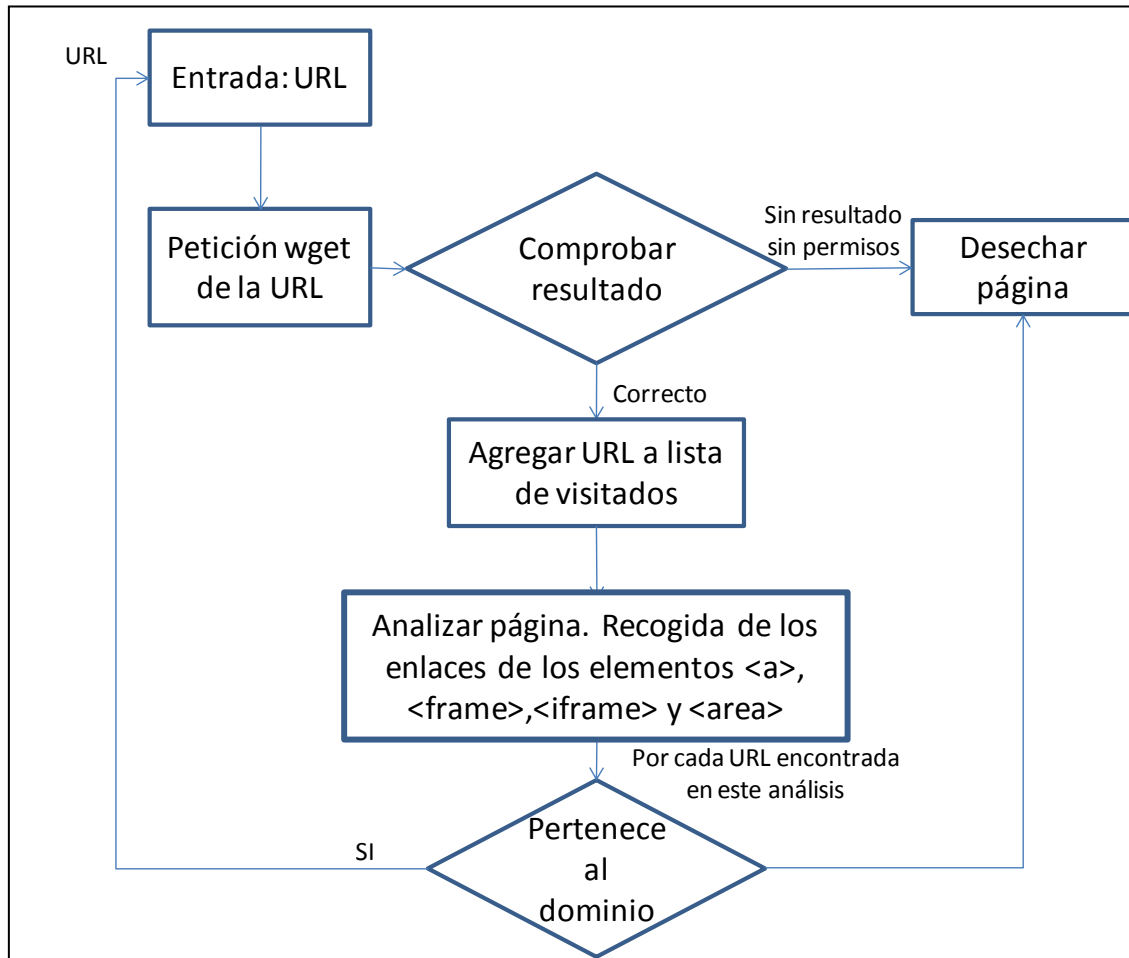 URL
Entrada: URL
Petición wget
de la URL
Comprobar
resultado
Sin resultado
sin permisos
Desechar
página
Correcto
Agregar URL a lista
de visitados
Analizar página. Recogida de los
enlaces de los elementos <a>,
<frame>,<iframe> y <area>
Por cada URL encontrada
en este análisis
Pertenece
al
dominio
SI